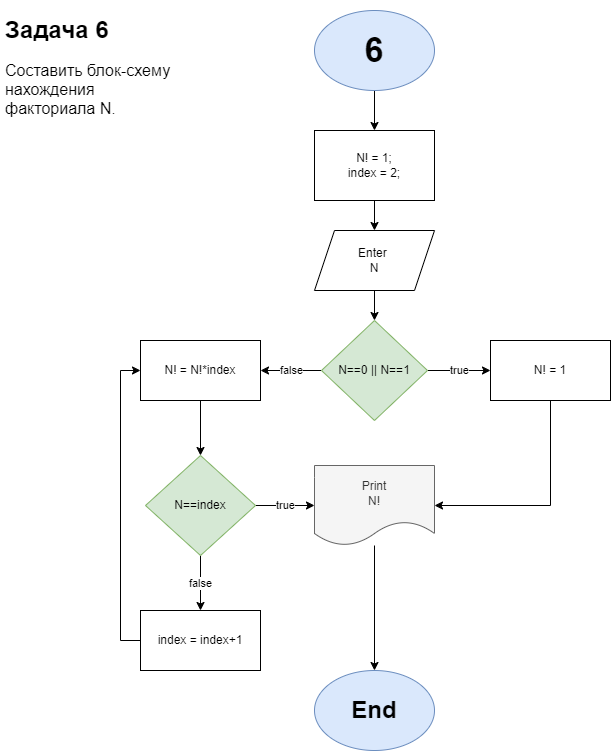 Задача 6
Составить блок-схему
нахождения
факториала N.
6
N! = 1;
index = 2;
Enter
N
N==0 || N==1
false
true
N! = N!*index
N! = 1
N==index
true
Print
N!
false
index = index+1
End